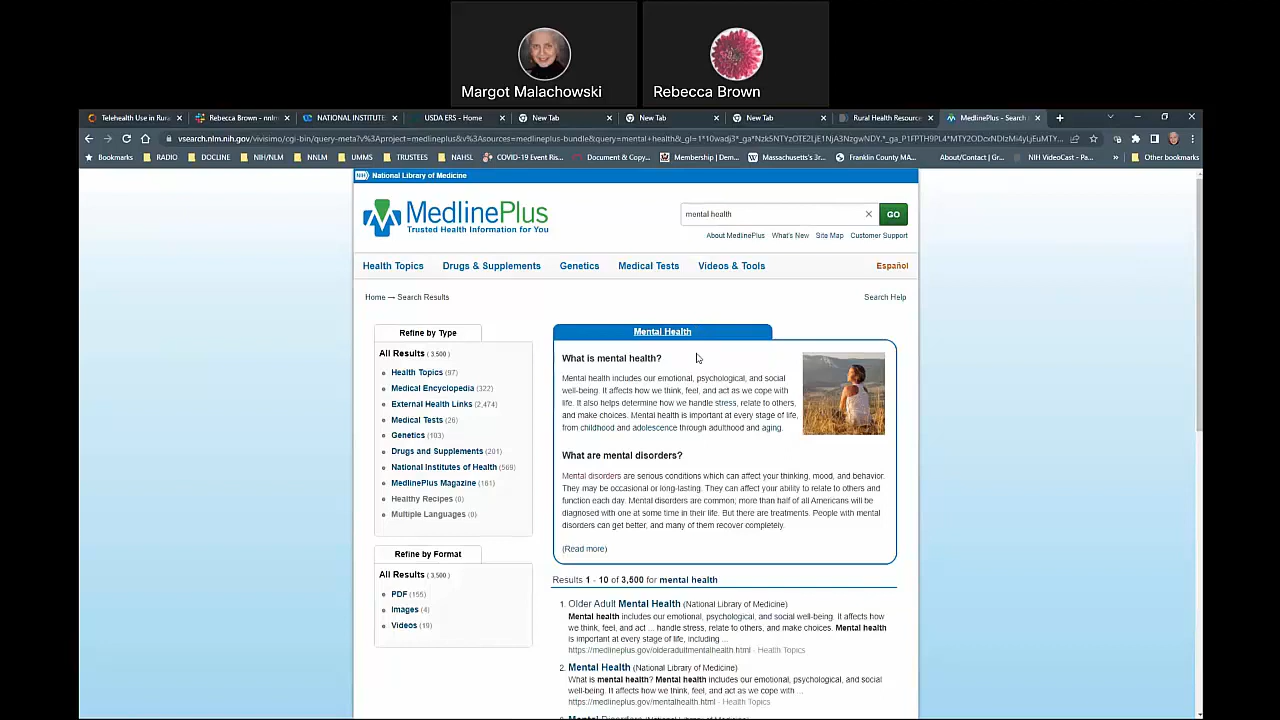 Margot Malachowski
Rebecca Brown
Telehealth Use in Rura
Rebecca Brown - nnlm
NATIONAL INSTITUTE
USDA ERS - Home
New Tab
New Tab
New Tab
Rural Health Resource
MedlinePlus - Search
Bookmarks
RADIO
DOCLINE
NIH/NLM
NNLM
UMMS
TRUSTEES
NAHSL
COVID-19 Event Ris...
Document & Copy...
Membership | Dem...
Massachusetts's 3r...
Franklin County MA...
About/Contact | Gr...
NIH VideoCast - Pa...
»
Other bookmarks
NIH National Library of Medicine
MedlinePlus
Trusted Health Information for You
mental health
GO
About MedlinePlus What's New Site Map Customer Support
Health Topics Drugs & Supplements Genetics Medical Tests Videos & Tools Español
Home → Search Results
Search Help
Refine by Type
All Results (3,500)
Health Topics (97)
Medical Encyclopedia (322)
External Health Links (2,474)
Medical Tests (26)
Genetics (103)
Drugs and Supplements (201)
National Institutes of Health (569)
MedlinePlus Magazine (161)
Healthy Recipes (0)
Multiple Languages (0)
Refine by Format
All Results (3,500)
PDF (155)
Images (4)
Videos (19)
Mental Health
What is mental health?
Mental health includes our emotional, psychological, and social
well-being. It affects how we think, feel, and act as we cope with
life. It also helps determine how we handle stress, relate to others,
and make choices. Mental health is important at every stage of life,
from childhood and adolescence through adulthood and aging.
What are mental disorders?
Mental disorders are serious conditions which can affect your thinking, mood, and behavior.
They may be occasional or long-lasting. They can affect your ability to relate to others and
function each day. Mental disorders are common; more than half of all Americans will be
diagnosed with one at some time in their life. But there are treatments. People with mental
disorders can get better, and many of them recover completely.
(Read more)
Results 1 - 10 of 3,500 for mental health
1. Older Adult Mental Health (National Library of Medicine)
Mental health includes our emotional, psychological, and social well-being. It affects how
we think, feel, and act ... handle stress, relate to others, and make choices. Mental health
is important at every stage of life, including ...
https://medlineplus.gov/olderadultmentalhealth.html - Health Topics
2. Mental Health (National Library of Medicine)
What is mental health? Mental health includes our emotional, psychological, and social
well-being. It affects how we think, feel, and act as we cope with ...
https://medlineplus.gov/mentalhealth.html - Health Topics